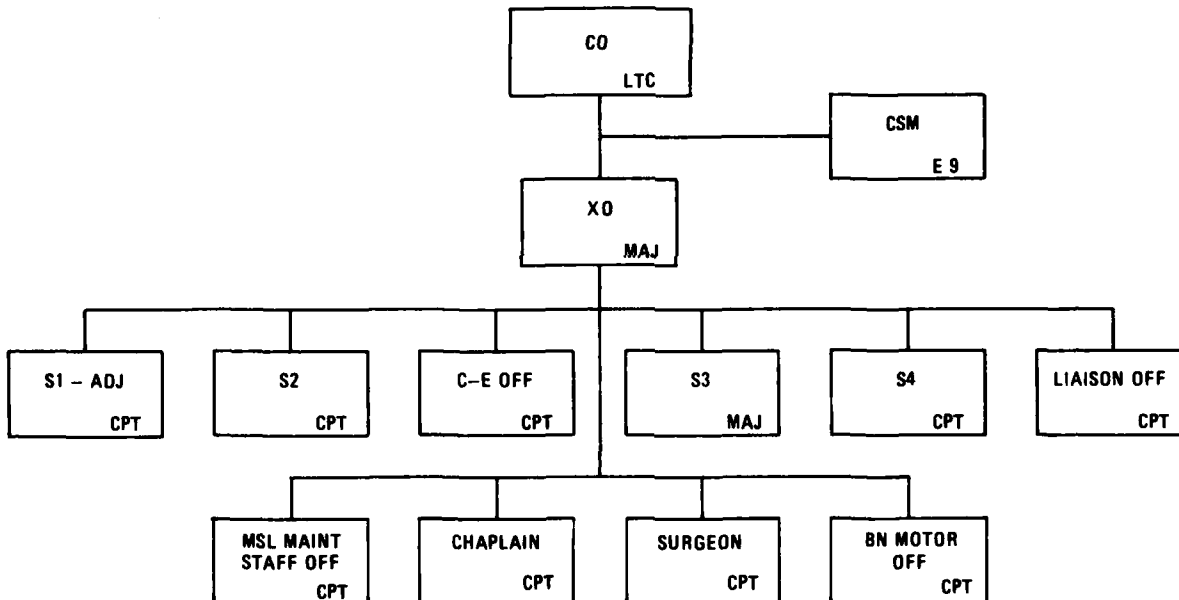 CO
LTC
CSM
E 9
XO
MAJ
S1 – ADJ
CPT
S2
CPT
C–E OFF
CPT
S3
MAJ
S4
CPT
LIAISON OFF
CPT
MSL MAINT
STAFF OFF
CPT
CHAPLAIN
CPT
SURGEON
CPT
BN MOTOR
OFF
CPT